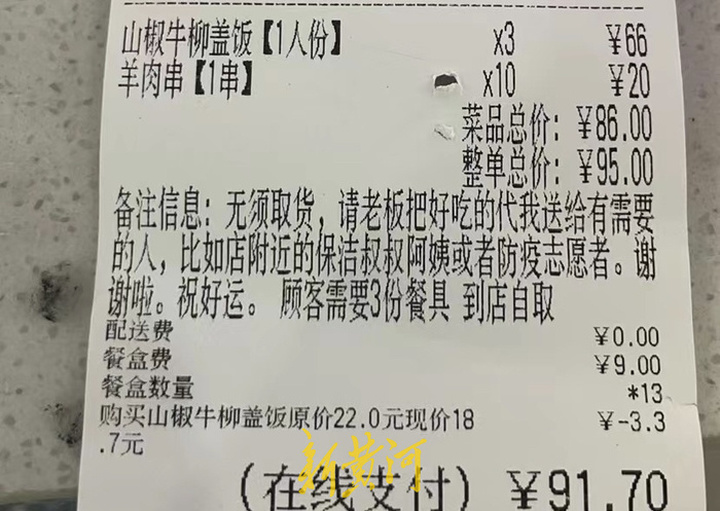 山椒牛柳盖饭【1人份】 x3 ¥66
羊肉串【1串】 x10 ¥20
菜品总价: ¥86.00
整单总价: ¥95.00
备注信息: 无须取货，请老板把好吃的代我送给有需要
的人，比如店附近的保洁叔叔阿姨或者防疫志愿者。谢
谢啦。祝好运。 顾客需要3份餐具 到店自取
配送费 ¥0.00
餐盒费 ¥9.00
餐盒数量 *13
购买山椒牛柳盖饭原价22.0元现价18 ¥-3.3
.7元
新黄河
(在线支付) ¥91.70